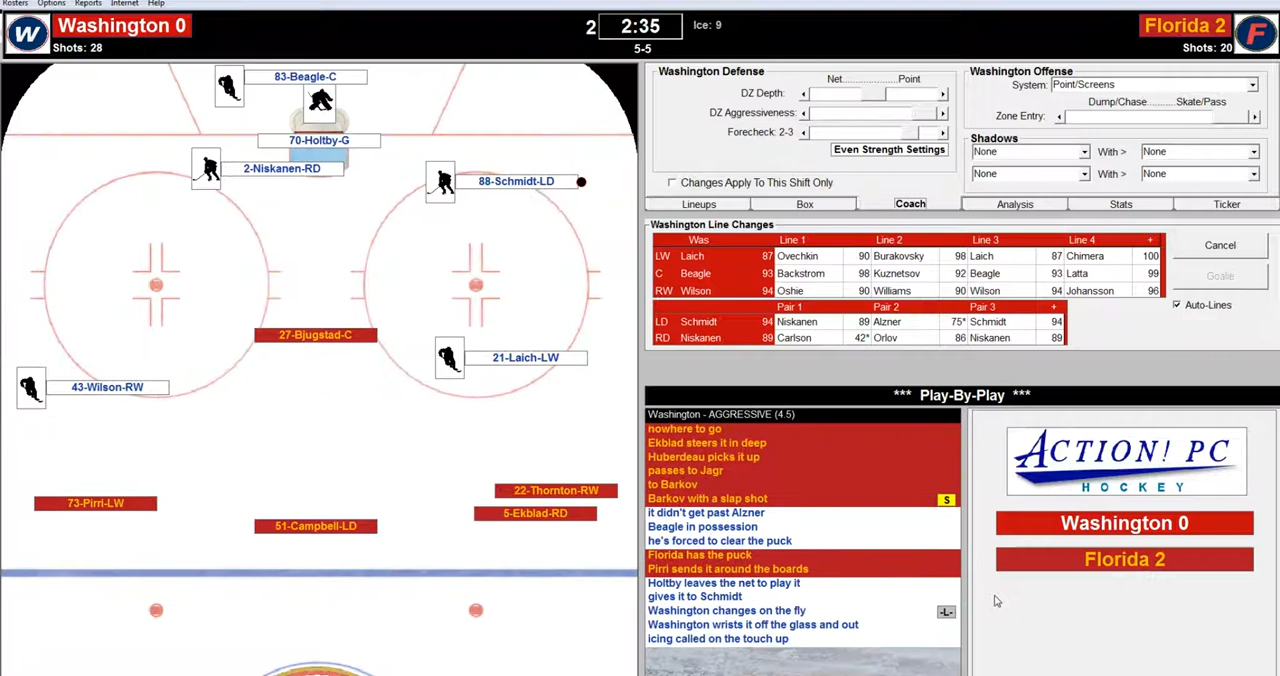 Rosters Options Reports Internet Help
W
Washington 0
Shots: 28
2 2:35 Ice: 9
5-5
Florida 2
Shots: 20
F
83-Beagle-C
70-Holtby-G
2-Niskanen-RD
88-Schmidt-LD
27-Bjugstad-C
21-Laich-LW
43-Wilson-RW
73-Pirri-LW
22-Thornton-RW
5-Ekblad-RD
51-Campbell-LD
Washington Defense
Net..............Point
DZ Depth:
DZ Aggressiveness:
Forecheck: 2-3
Even Strength Settings
Changes Apply To This Shift Only
Washington Offense
System: Point/Screens
Dump/Chase.........Skate/Pass
Zone Entry:
Shadows
None With > None
None With > None
Lineups Box Coach Analysis Stats Ticker
Washington Line Changes
Was Line 1 Line 2 Line 3 Line 4 +
LW Laich 87 Ovechkin 90 Burakovsky 98 Laich 87 Chimera 100
C Beagle 93 Backstrom 98 Kuznetsov 92 Beagle 93 Latta 99
RW Wilson 94 Oshie 90 Williams 90 Wilson 94 Johansson 96
Pair 1 Pair 2 Pair 3 +
LD Schmidt 94 Niskanen 89 Alzner 75* Schmidt 94
RD Niskanen 89 Carlson 42* Orlov 86 Niskanen 89
Cancel
Goalie
Auto-Lines
*** Play-By-Play ***
Washington - AGGRESSIVE (4.5)
nowhere to go
Ekblad steers it in deep
Huberdeau picks it up
passes to Jagr
to Barkov
Barkov with a slap shot S
it didn't get past Alzner
Beagle in possession
he's forced to clear the puck
Florida has the puck
Pirri sends it around the boards
Holtby leaves the net to play it
gives it to Schmidt
Washington changes on the fly -L-
Washington wrists it off the glass and out
icing called on the touch up
ACTION! PC
HOCKEY
Washington 0
Florida 2